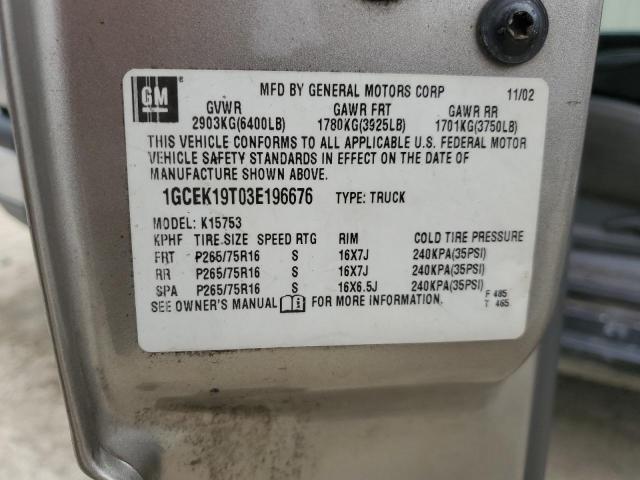 GM ® MFD BY GENERAL MOTORS CORP 11/02
GVWR GAWR FRT GAWR RR
2903KG(6400LB) 1780KG(3925LB) 1701KG(3750LB)
THIS VEHICLE CONFORMS TO ALL APPLICABLE U.S. FEDERAL MOTOR
VEHICLE SAFETY STANDARDS IN EFFECT ON THE DATE OF
MANUFACTURE SHOWN ABOVE.
1GCEK19T03E196676 TYPE: TRUCK
MODEL: K15753
KPHF TIRE SIZE SPEED RTG RIM COLD TIRE PRESSURE
FRT P265/75R16 S 16X7J 240KPA(35PSI)
RR P265/75R16 S 16X7J 240KPA(35PSI)
SPA P265/75R16 S 16X6.5J 240KPA(35PSI)
SEE OWNER'S MANUAL FOR MORE INFORMATION.
F 485
T 465